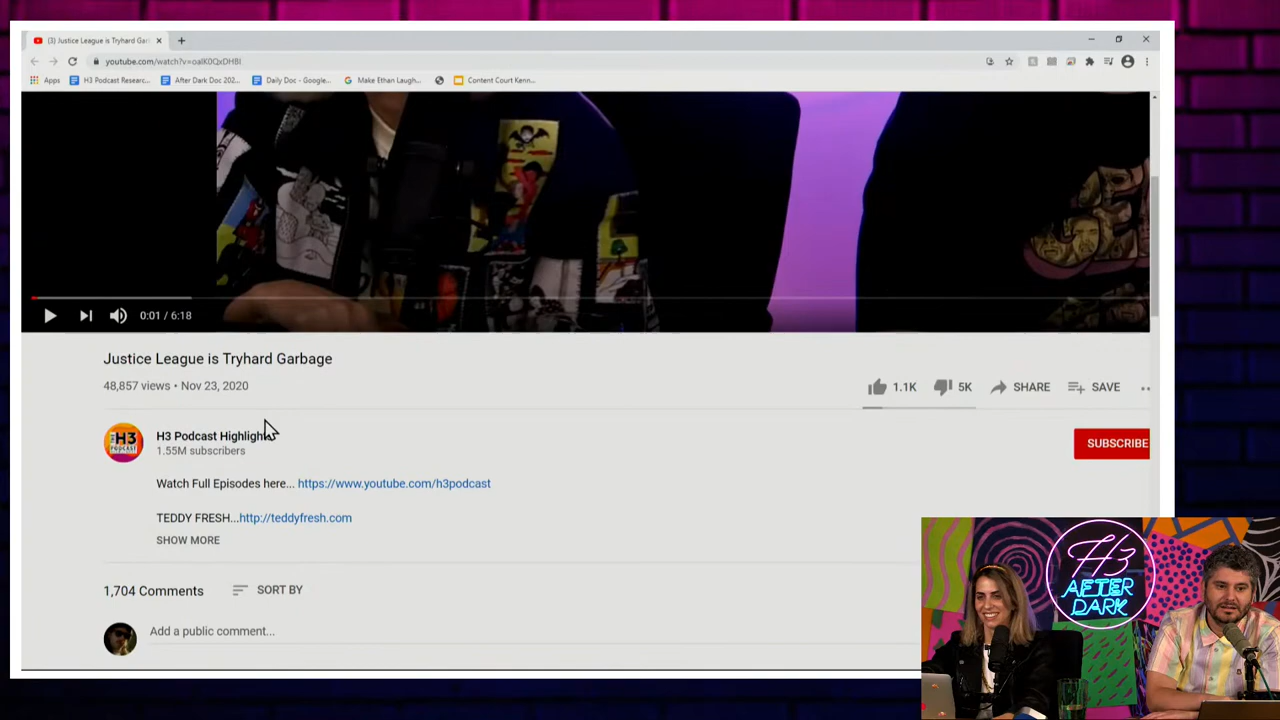 (3) Justice League is Tryhard Gar
youtube.com/watch?v=oalK0QxDHBI
Apps H3 Podcast Researc... After Dark Doc 202... Daily Doc - Google... Make Ethan Laugh... Content Court Kenn...
0:01 / 6:18
Justice League is Tryhard Garbage
48,857 views • Nov 23, 2020
1.1K 5K SHARE SAVE
H3 PODCAST
H3 Podcast Highligh
1.55M subscribers
SUBSCRIBE
Watch Full Episodes here... https://www.youtube.com/h3podcast
TEDDY FRESH...http://teddyfresh.com
SHOW MORE
1,704 Comments SORT BY
Add a public comment...
H3
AFTER
DARK